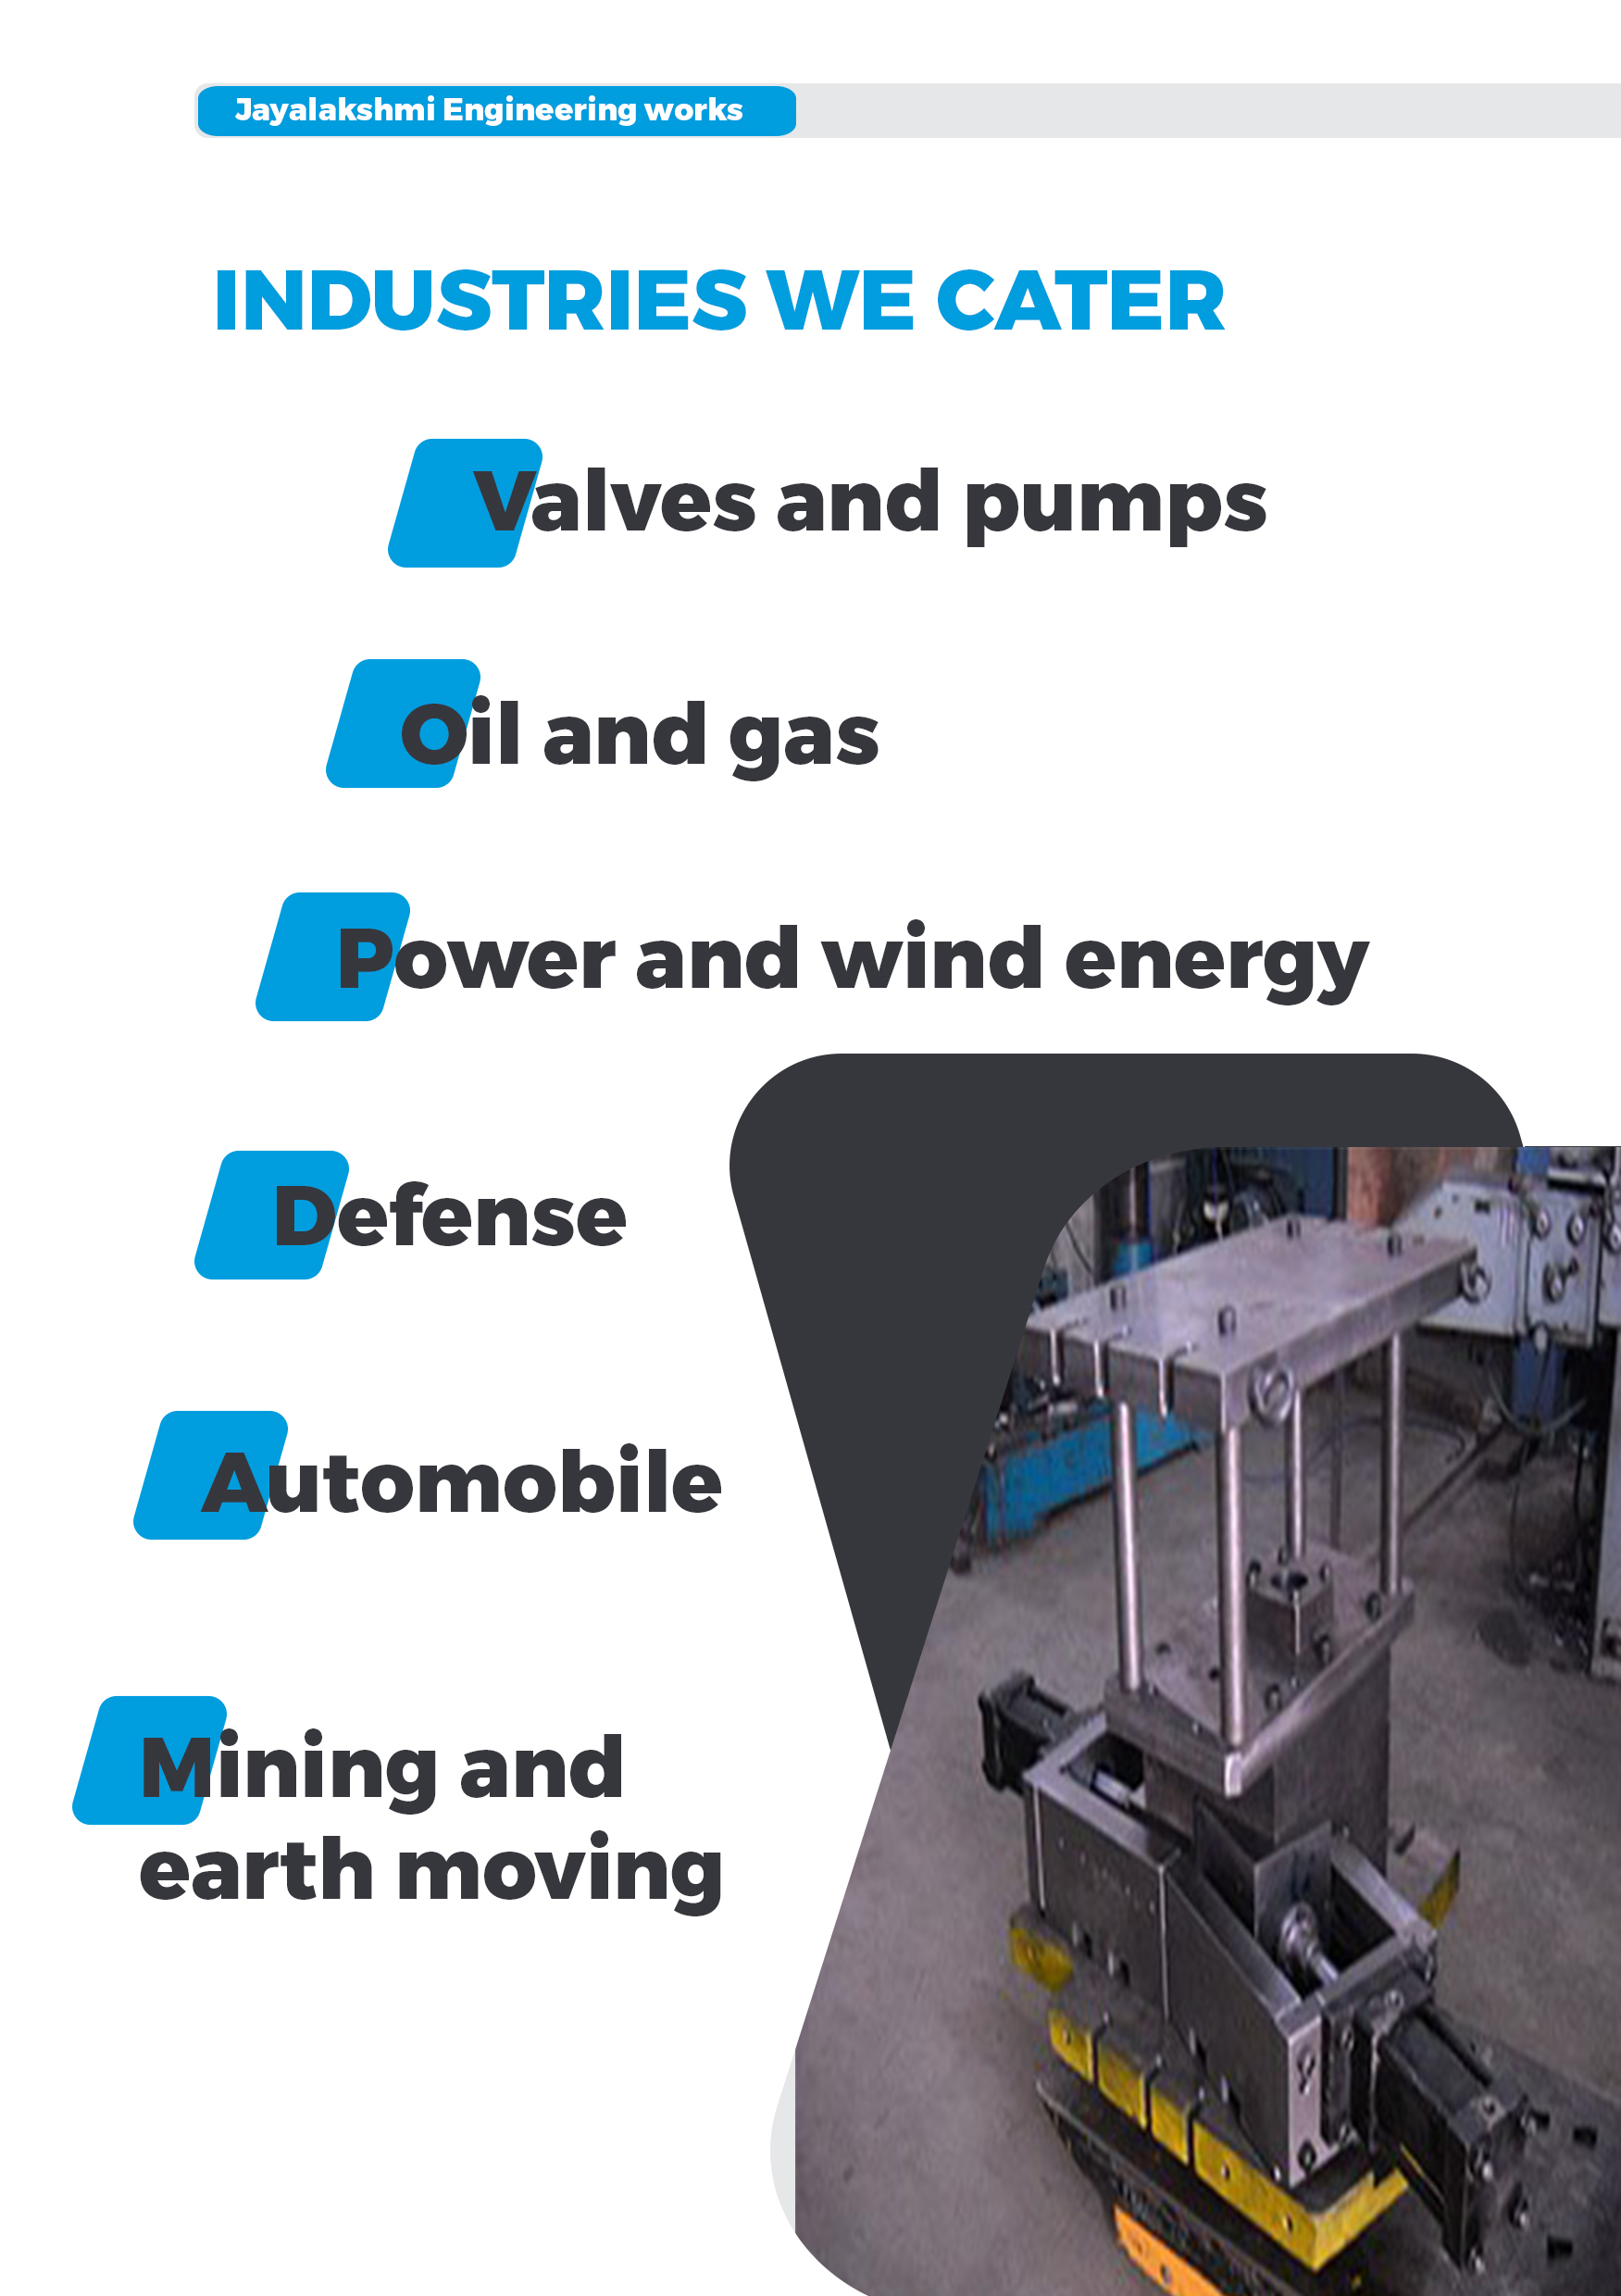 Jayalakshmi Engineering works
INDUSTRIES WE CATER
Valves and pumps
Oil and gas
Power and wind energy
Defense
Automobile
Mining and
earth moving